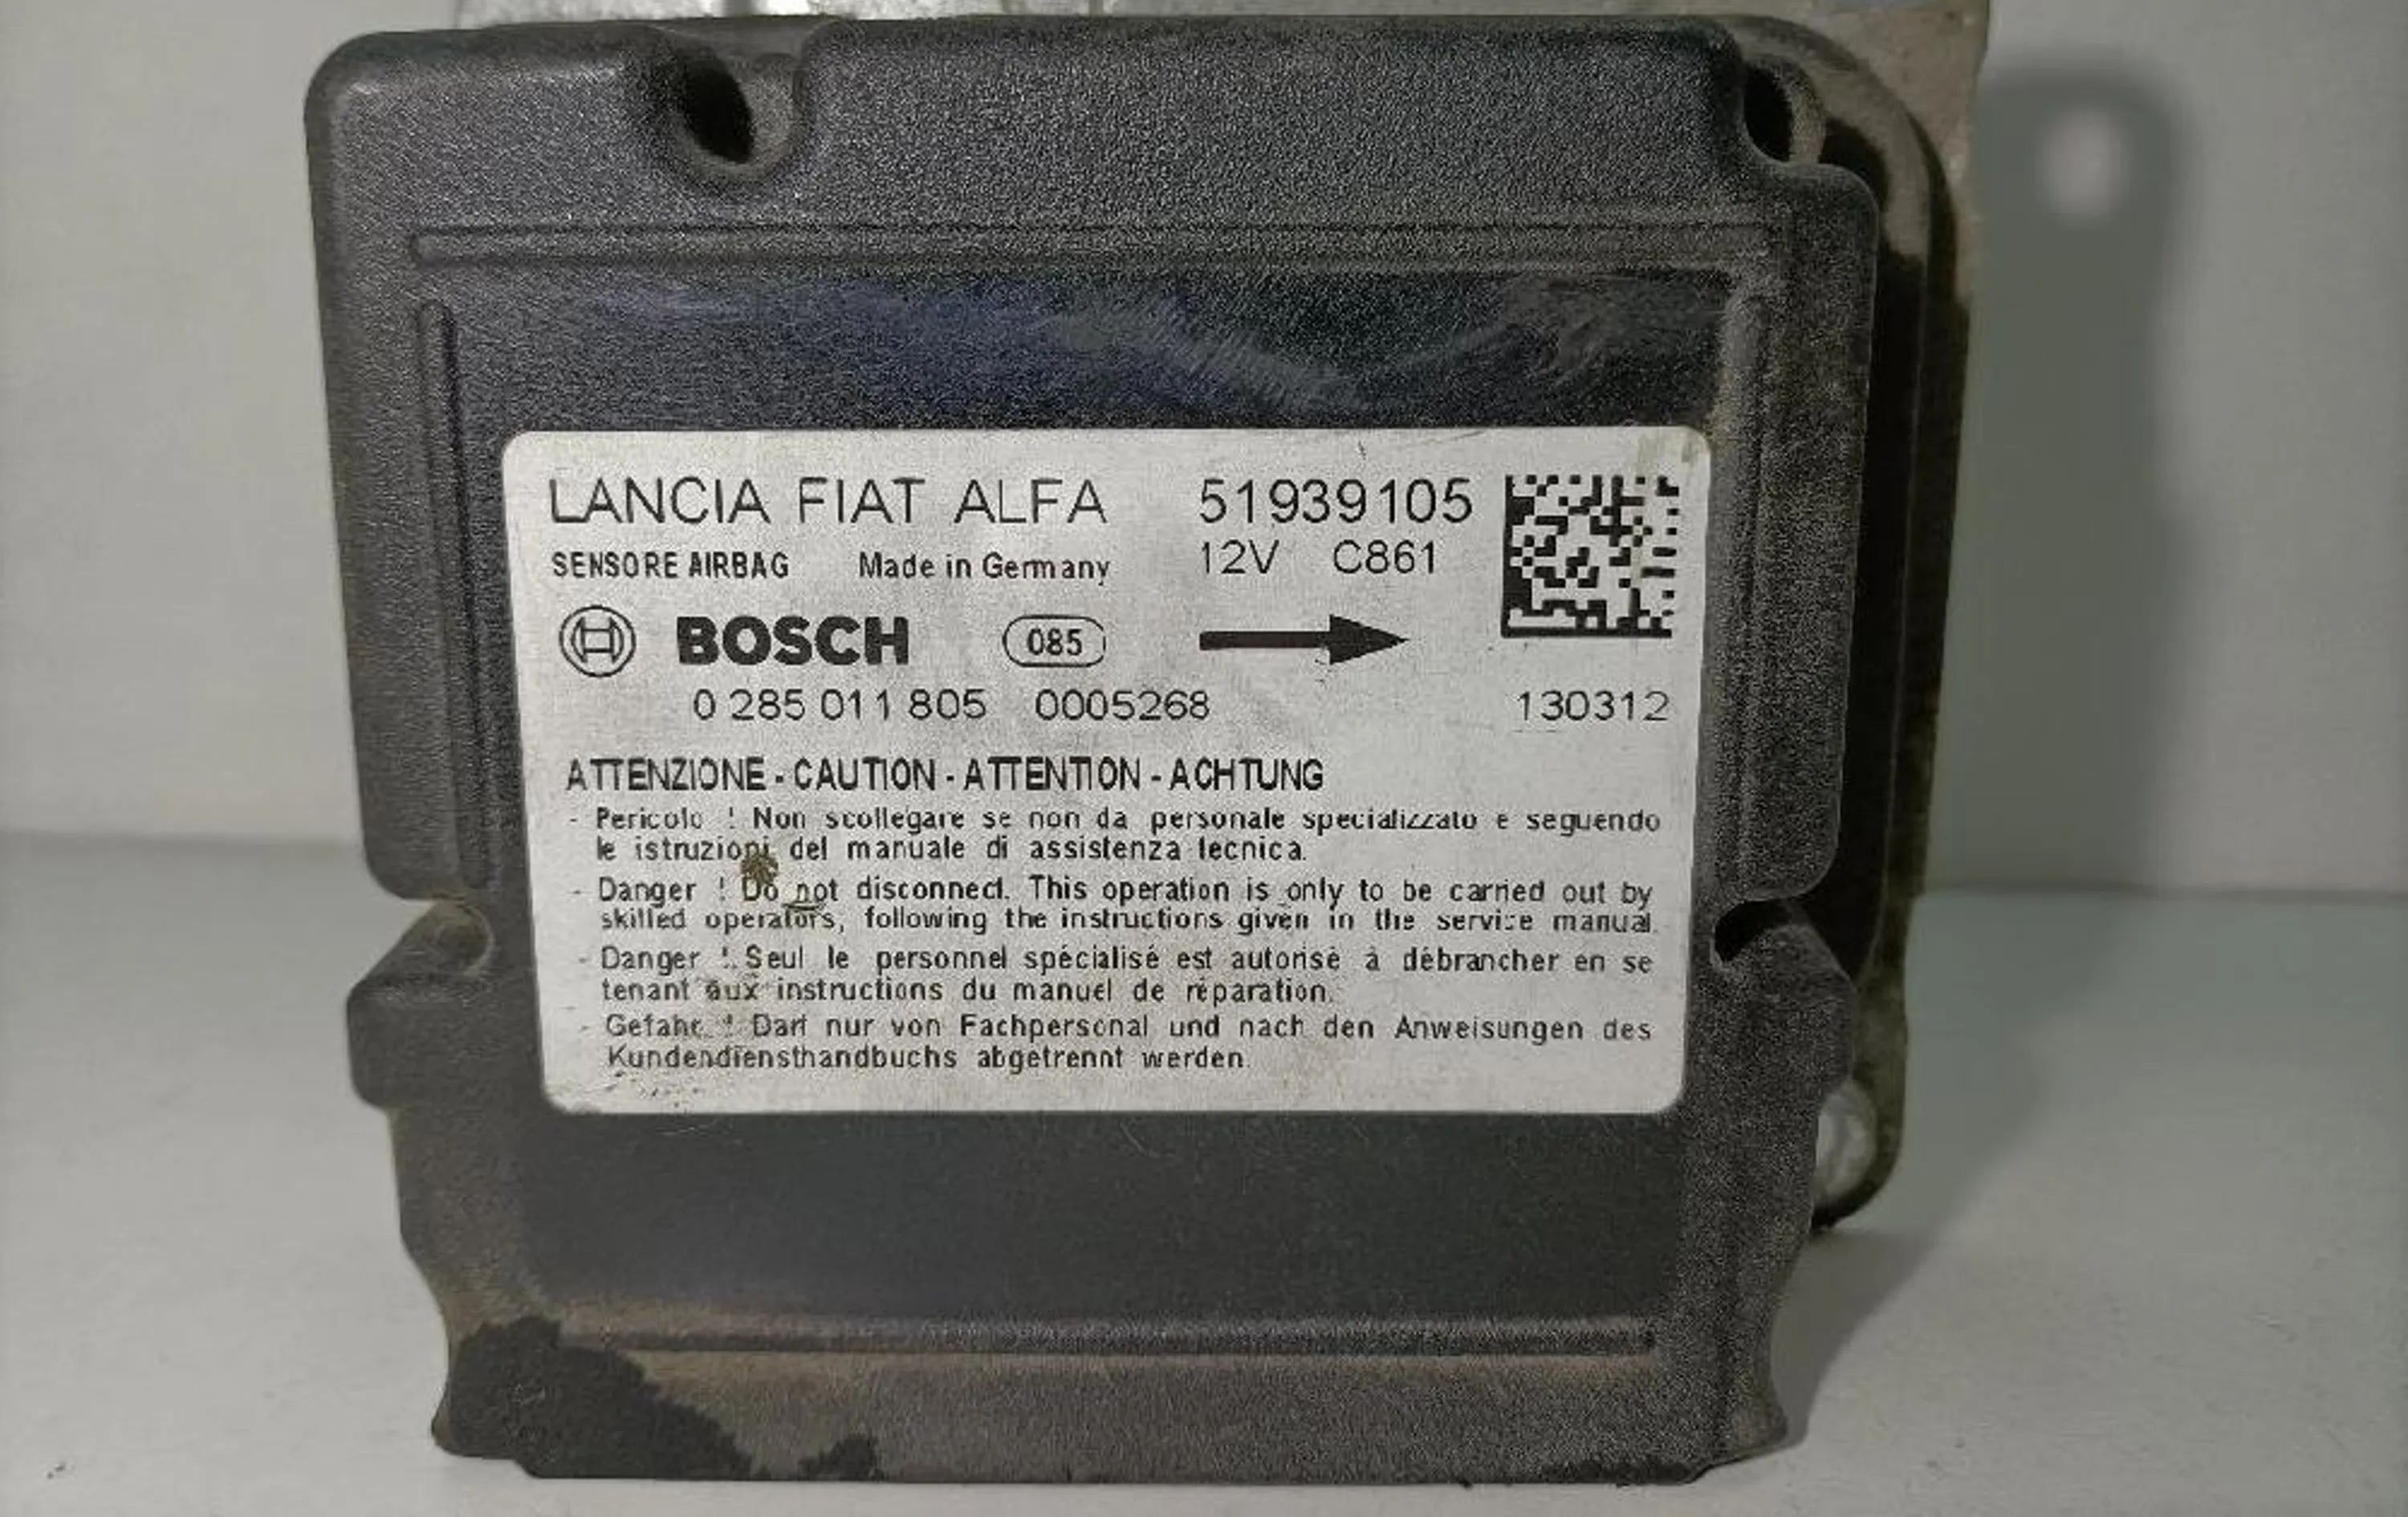 LANCIA FIAT ALFA 51939105
SENSORE AIRBAG Made in Germany 12V C861
BOSCH 085
0 285 011 805 0005268 130312
ATTENZIONE - CAUTION - ATTENTION - ACHTUNG
- Pericolo ! Non scollegare se non da personale specializzato e seguendo
le istruzioni del manuale di assistenza tecnica.
- Danger ! Do not disconnect. This operation is only to be carried out by
skilled operators, following the instructions given in the service manual.
- Danger ! Seul le personnel spécialisé est autorisé à débrancher en se
tenant aux instructions du manuel de réparation.
- Gefahr ! Darf nur von Fachpersonal und nach den Anweisungen des
Kundendiensthandbuchs abgetrennt werden.